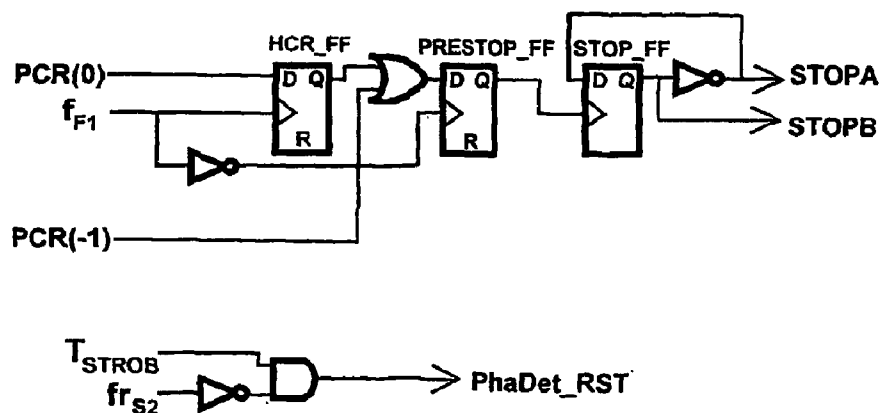 HCR_FF PRESTOP_FF STOP_FF
PCR(0) D Q D Q D Q STOPA
f_F1 STOPB
R R
PCR(-1)
T_STROB PhaDet_RST
fr_S2